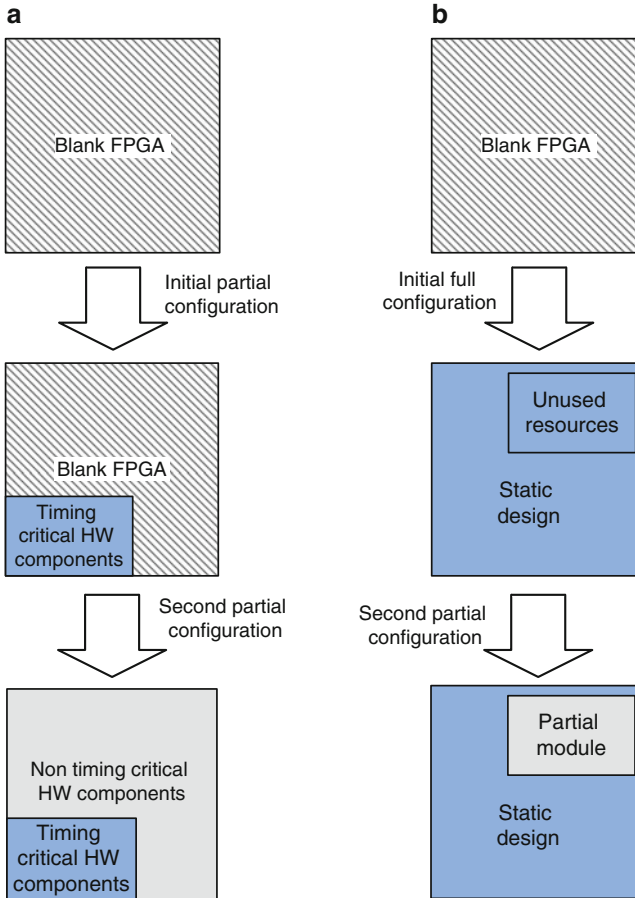 a
Blank FPGA
Initial partial
configuration
Blank FPGA
Timing
critical HW
components
Second partial
configuration
Non timing critical
HW components
Timing
critical HW
components
b
Blank FPGA
Initial full
configuration
Unused
resources
Static
design
Second partial
configuration
Partial
module
Static
design